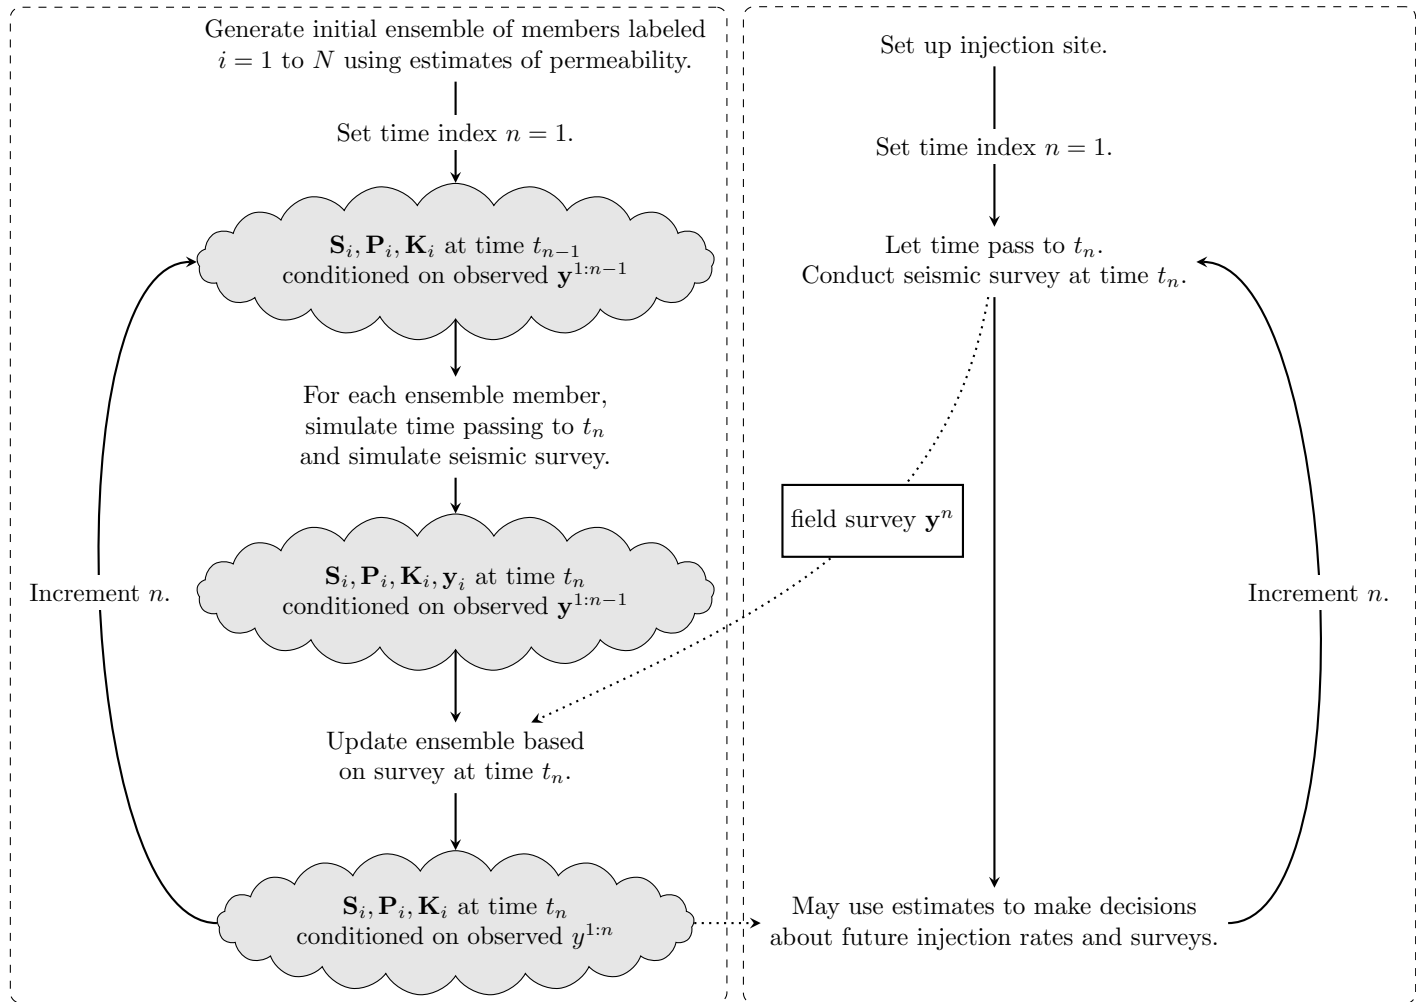 Generate initial ensemble of members labeled
i = 1 to N using estimates of permeability.
Set time index n = 1.
S_i, P_i, K_i at time t_{n−1}
conditioned on observed y^{1:n−1}
For each ensemble member,
simulate time passing to t_n
and simulate seismic survey.
S_i, P_i, K_i, y_i at time t_n
conditioned on observed y^{1:n−1}
Increment n.
Update ensemble based
on survey at time t_n.
S_i, P_i, K_i at time t_n
conditioned on observed y^{1:n}
Set up injection site.
Set time index n = 1.
Let time pass to t_n.
Conduct seismic survey at time t_n.
field survey y^n
Increment n.
May use estimates to make decisions
about future injection rates and surveys.